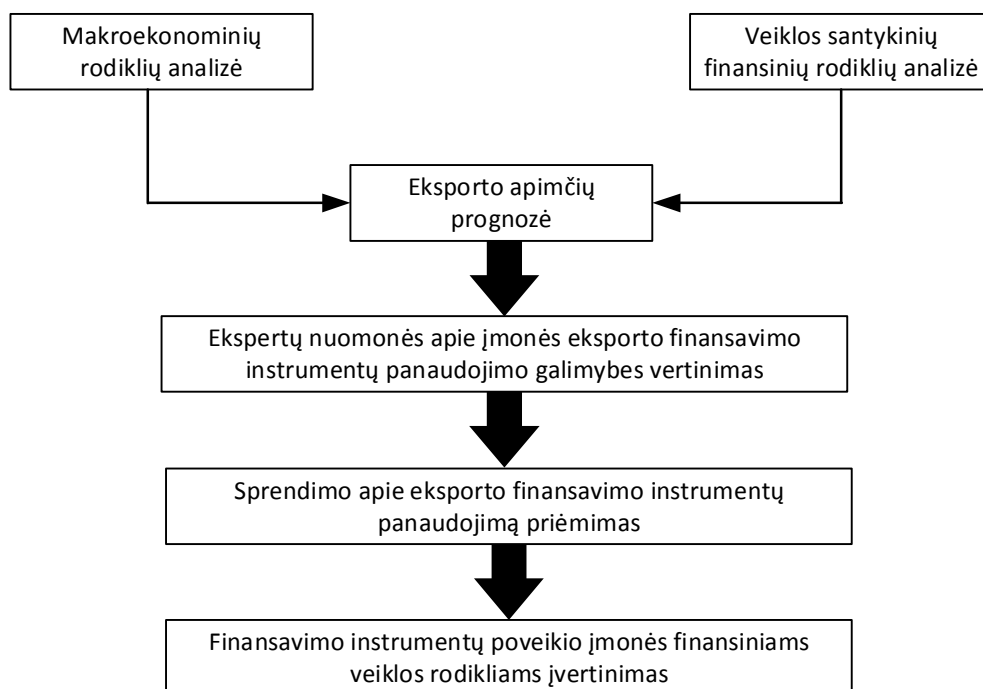 Makroekonominių
rodiklių analizė
Veiklos santykinių
finansinių rodiklių analizė
Eksporto apimčių
prognozė
Ekspertų nuomonės apie įmonės eksporto finansavimo
instrumentų panaudojimo galimybes vertinimas
Sprendimo apie eksporto finansavimo instrumentų
panaudojimą priėmimas
Finansavimo instrumentų poveikio įmonės finansiniams
veiklos rodikliams įvertinimas